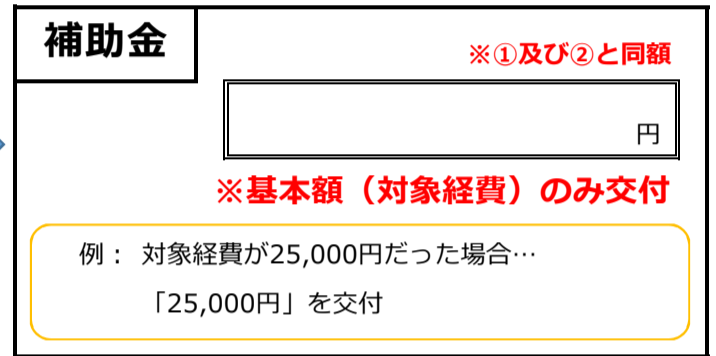 補助金
※①及び②と同額
円
※基本額（対象経費）のみ交付
例： 対象経費が25,000円だった場合…
「25,000円」を交付